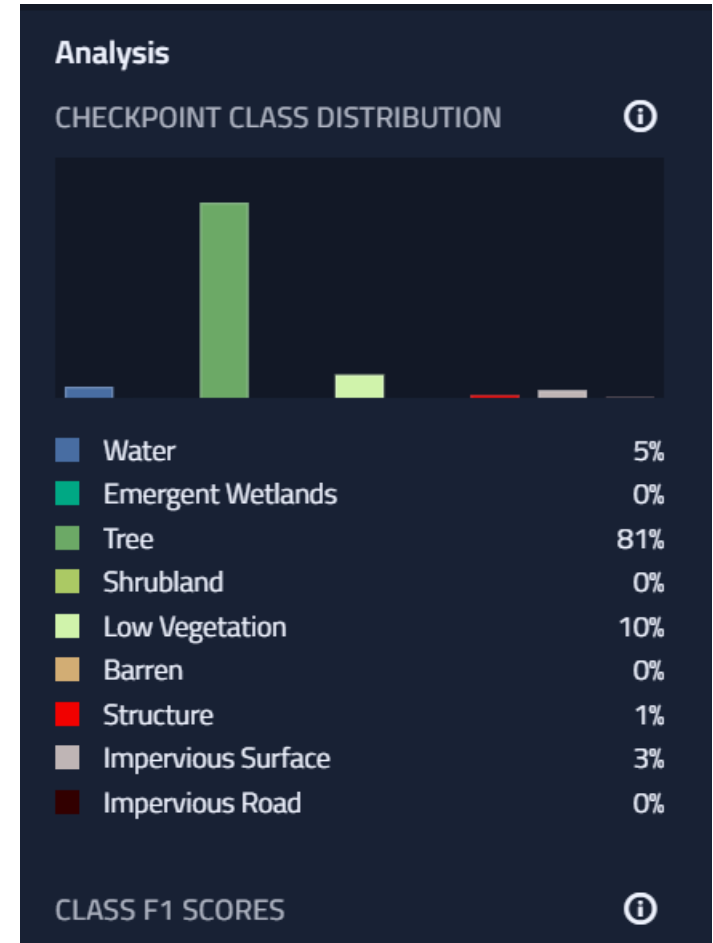 Analysis
CHECKPOINT CLASS DISTRIBUTION
Water 5%
Emergent Wetlands 0%
Tree 81%
Shrubland 0%
Low Vegetation 10%
Barren 0%
Structure 1%
Impervious Surface 3%
Impervious Road 0%
CLASS F1 SCORES